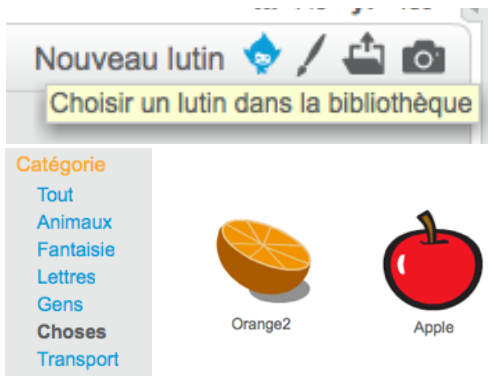 Nouveau lutin
Choisir un lutin dans la bibliothèque
Catégorie
Tout
Animaux
Fantaisie
Lettres
Gens
Choses
Transport
Orange2
Apple